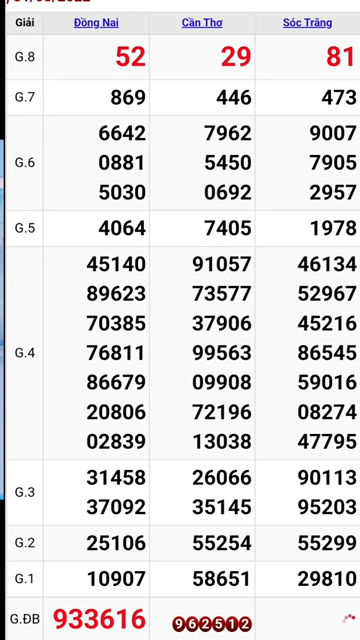 Giải Đồng Nai Cần Thơ Sóc Trăng
G.8 52 29 81
G.7 869 446 473
6642 7962 9007
G.6 0881 5450 7905
5030 0692 2957
G.5 4064 7405 1978
45140 91057 46134
89623 73577 52967
70385 37906 45216
G.4 76811 99563 86545
86679 09908 59016
20806 72196 08274
02839 13038 47795
G.3 31458 26066 90113
37092 35145 95203
G.2 25106 55254 55299
G.1 10907 58651 29810
G.ĐB 933616 962512